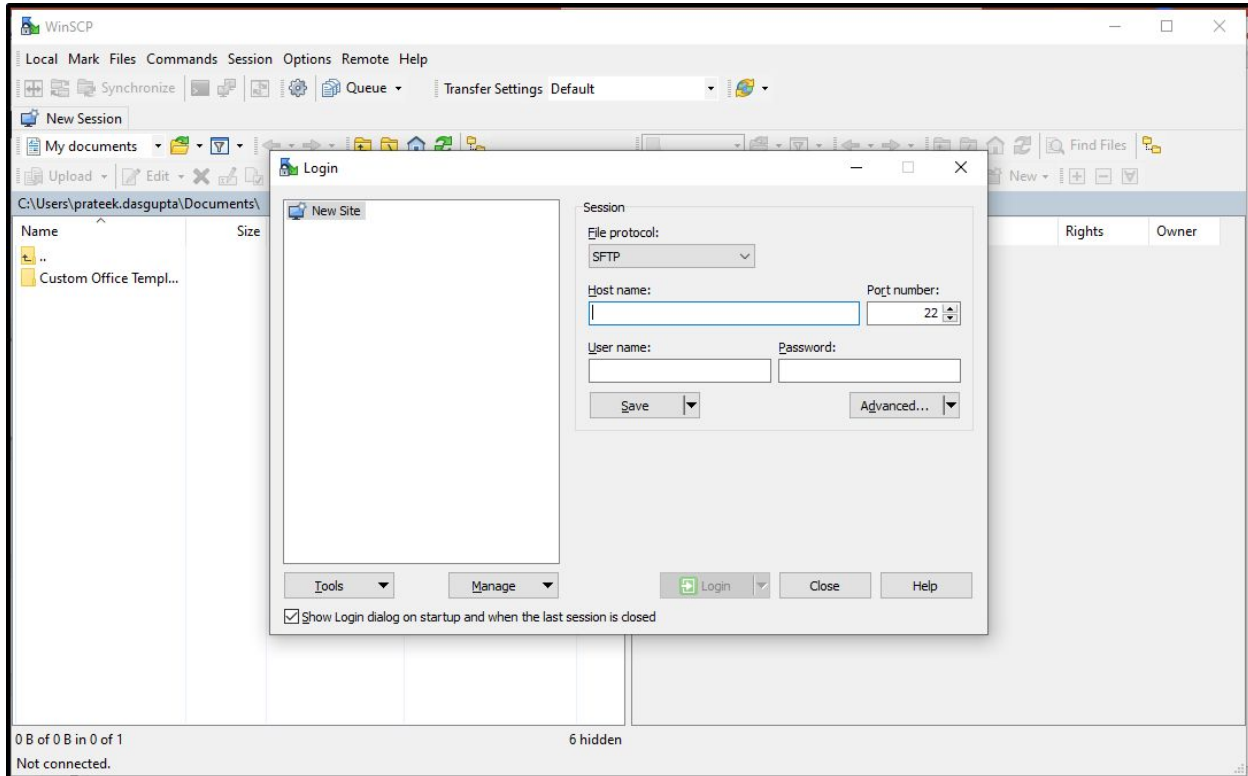 WinSCP
Local Mark Files Commands Session Options Remote Help
Synchronize Queue Transfer Settings Default
New Session
My documents Find Files
Upload Edit New
C:\Users\prateek.dasgupta\Documents\
Name Size Rights Owner
..
Custom Office Templ...
Login
New Site
Session
File protocol:
SFTP
Host name: Port number:
22
User name: Password:
Save Advanced...
Tools Manage Login Close Help
Show Login dialog on startup and when the last session is closed
0 B of 0 B in 0 of 1 6 hidden
Not connected.